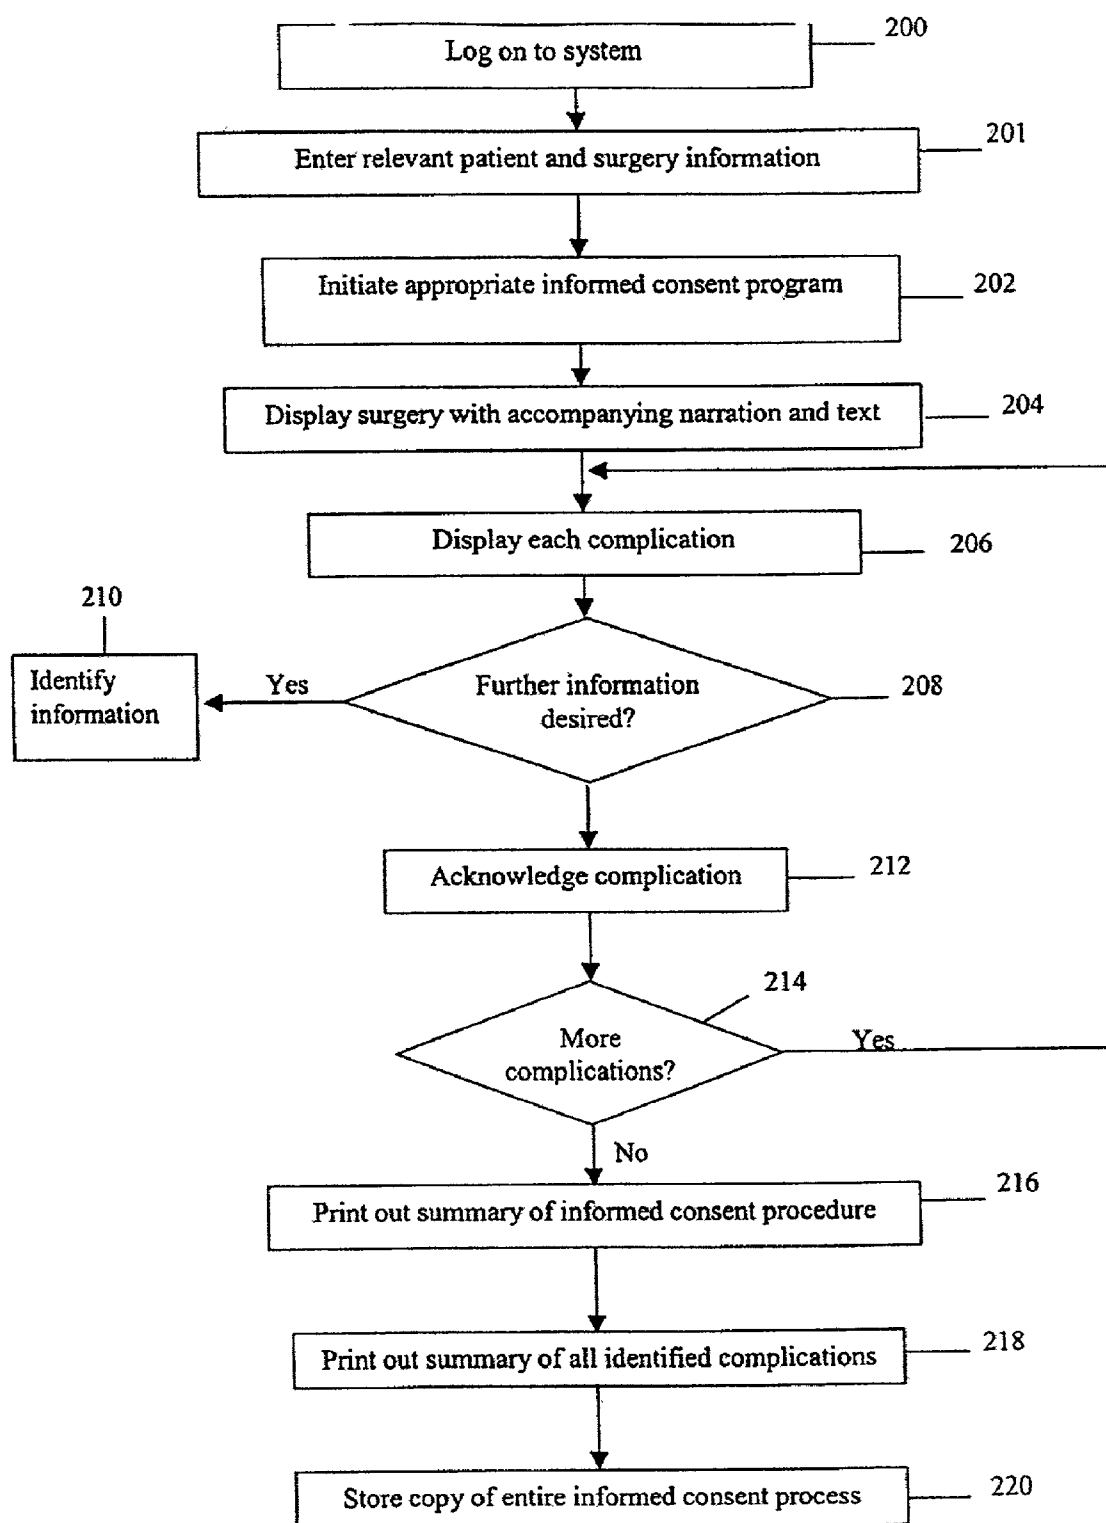 Log on to system
200
Enter relevant patient and surgery information
201
Initiate appropriate informed consent program
202
Display surgery with accompanying narration and text
204
Display each complication
206
210
Identify
information
Yes
Further information
desired?
208
Acknowledge complication
212
214
More
complications?
Yes
No
Print out summary of informed consent procedure
216
Print out summary of all identified complications
218
Store copy of entire informed consent process
220